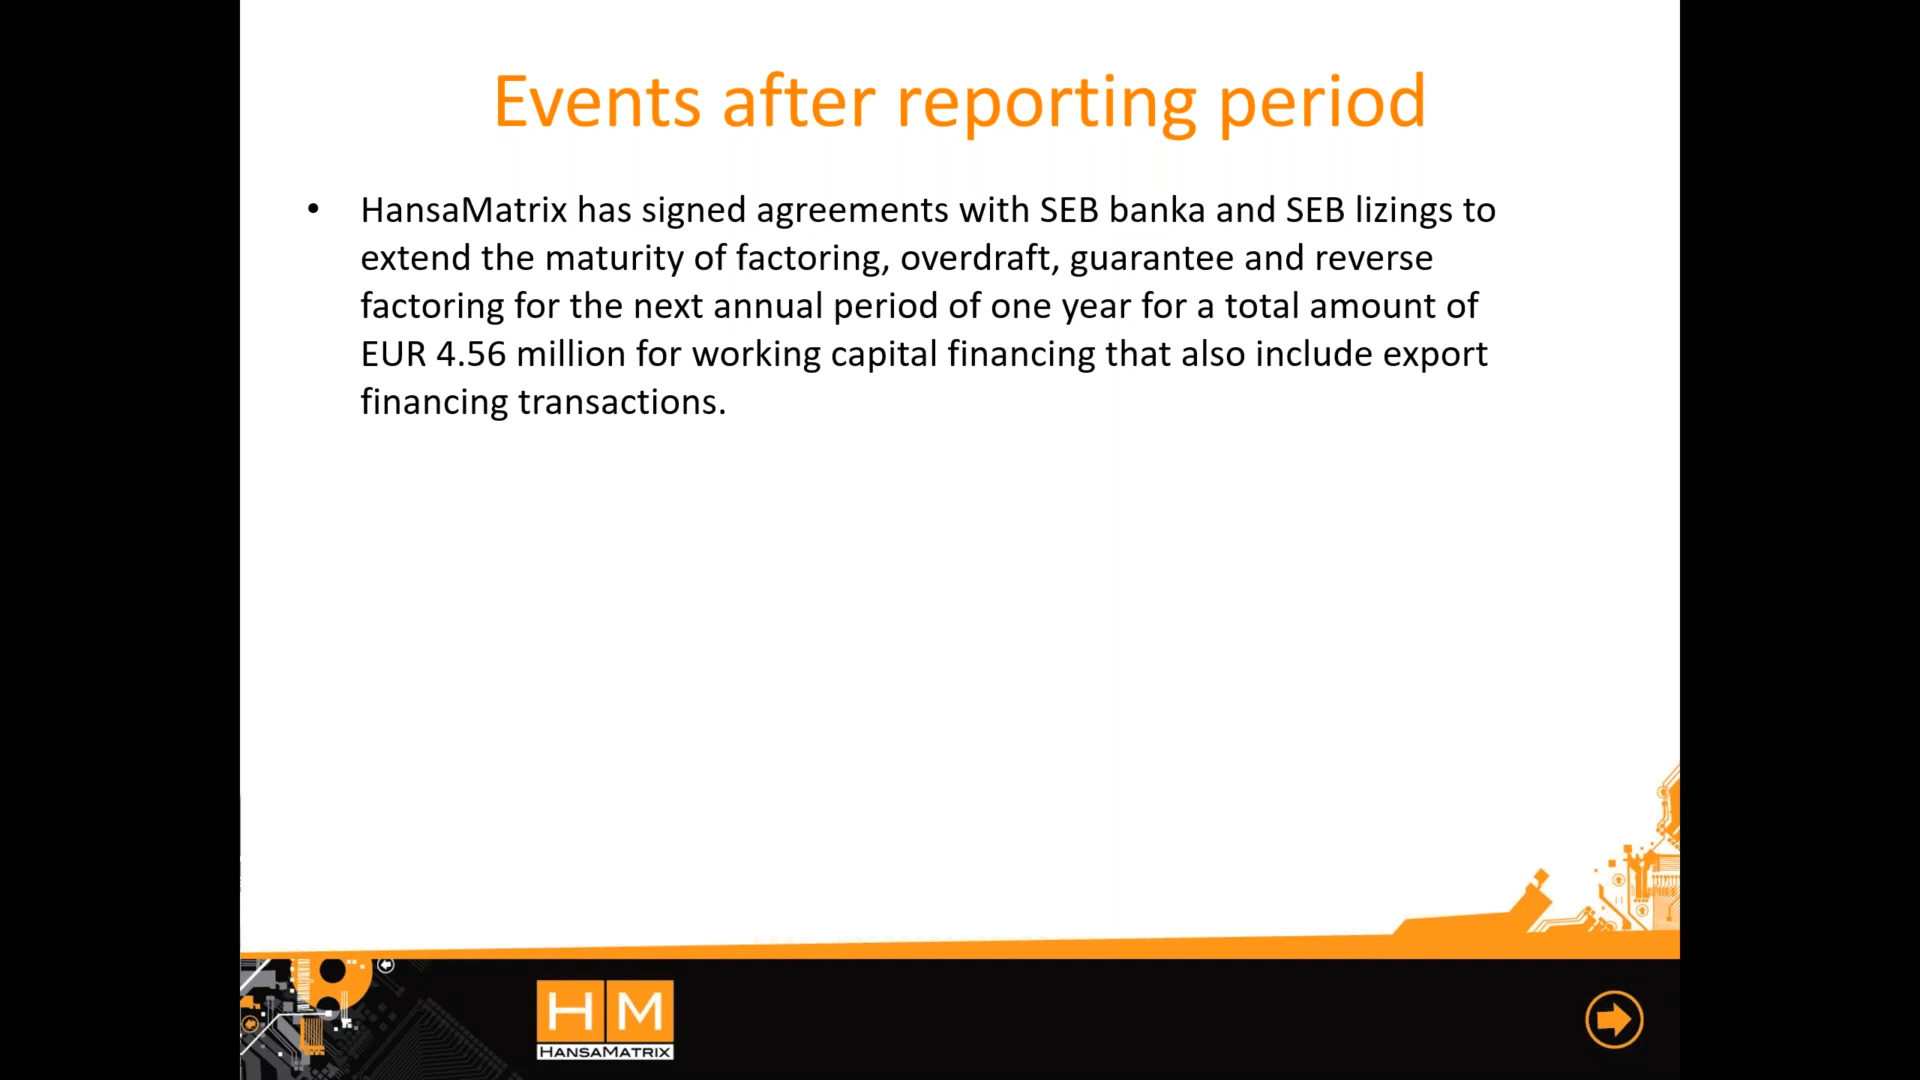 Events after reporting period
• HansaMatrix has signed agreements with SEB banka and SEB lizings to
extend the maturity of factoring, overdraft, guarantee and reverse
factoring for the next annual period of one year for a total amount of
EUR 4.56 million for working capital financing that also include export
financing transactions.
HM
HANSAMATRIX